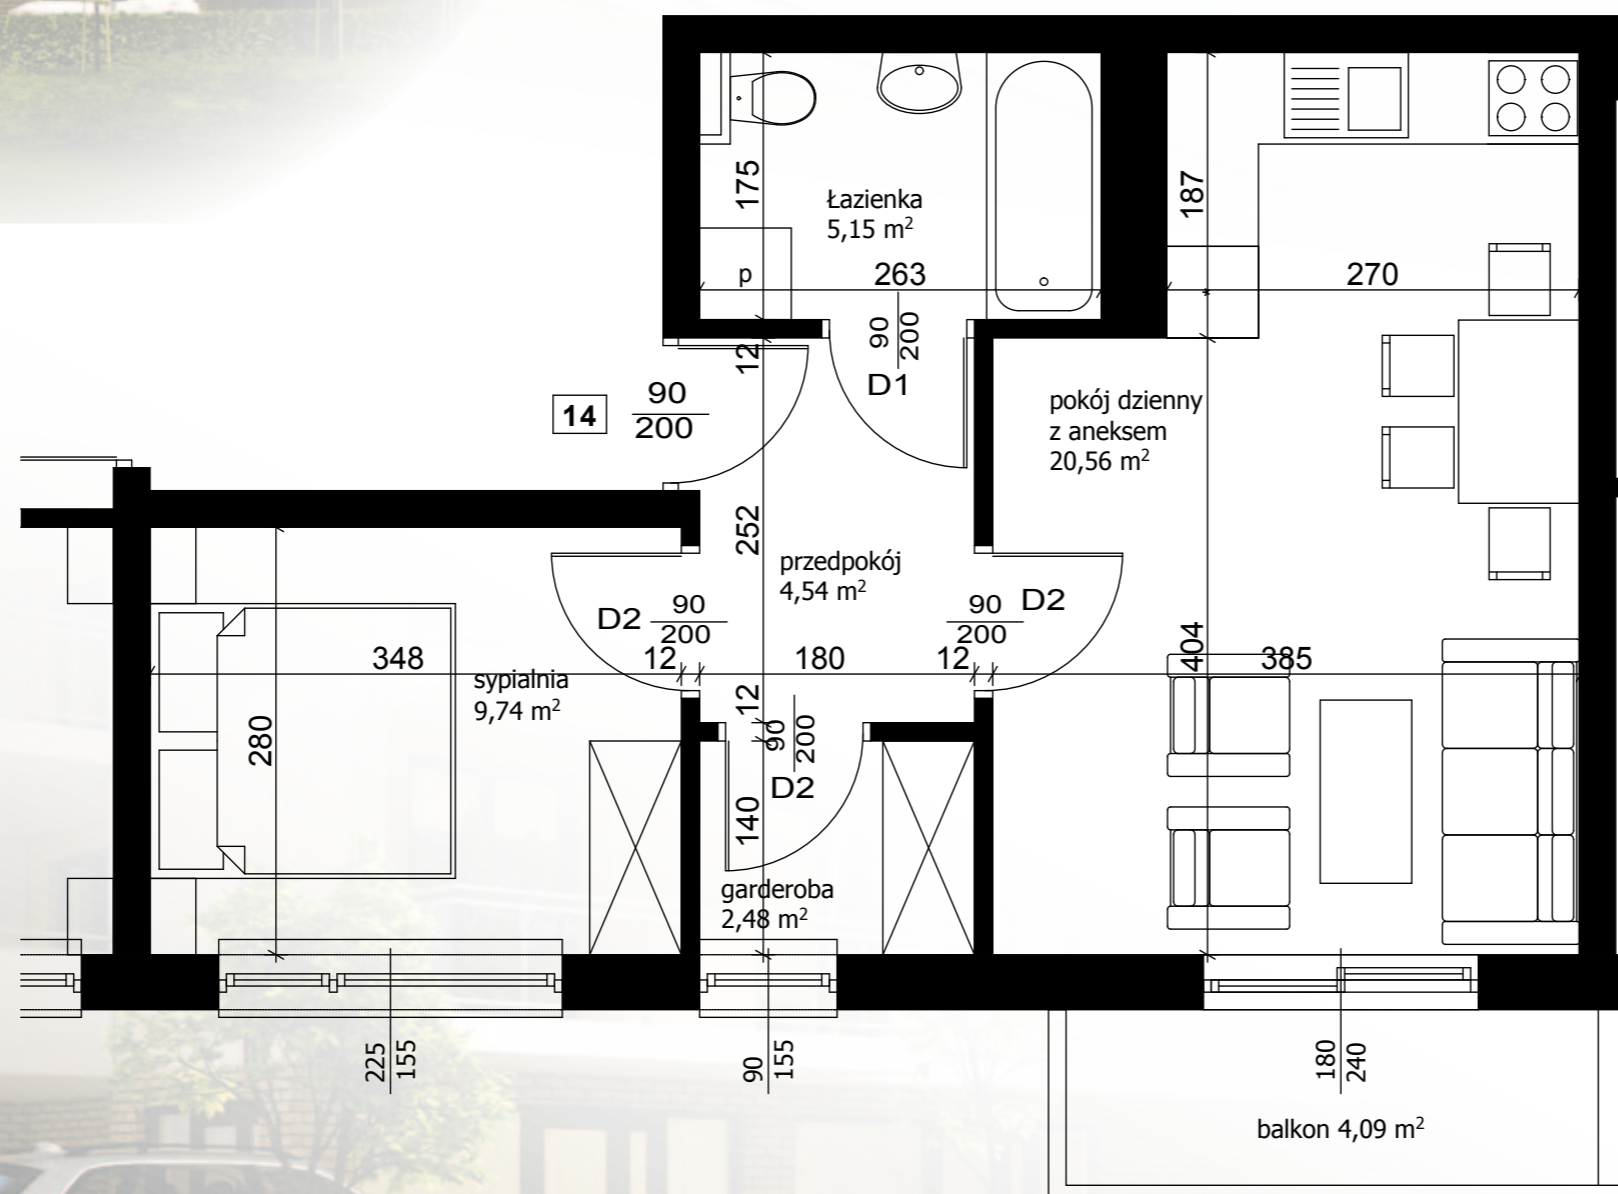 175
Łazienka
5,15 m²
p
263
90
200
D1
12
187
270
14
90
200
pokój dzienny
z aneksem
20,56 m²
252
przedpokój
4,54 m²
D2
90
200
90
200
D2
348
12
180
12
404
385
sypialnia
9,74 m²
280
12
90
200
D2
140
garderoba
2,48 m²
225
155
90
155
180
240
balkon 4,09 m²